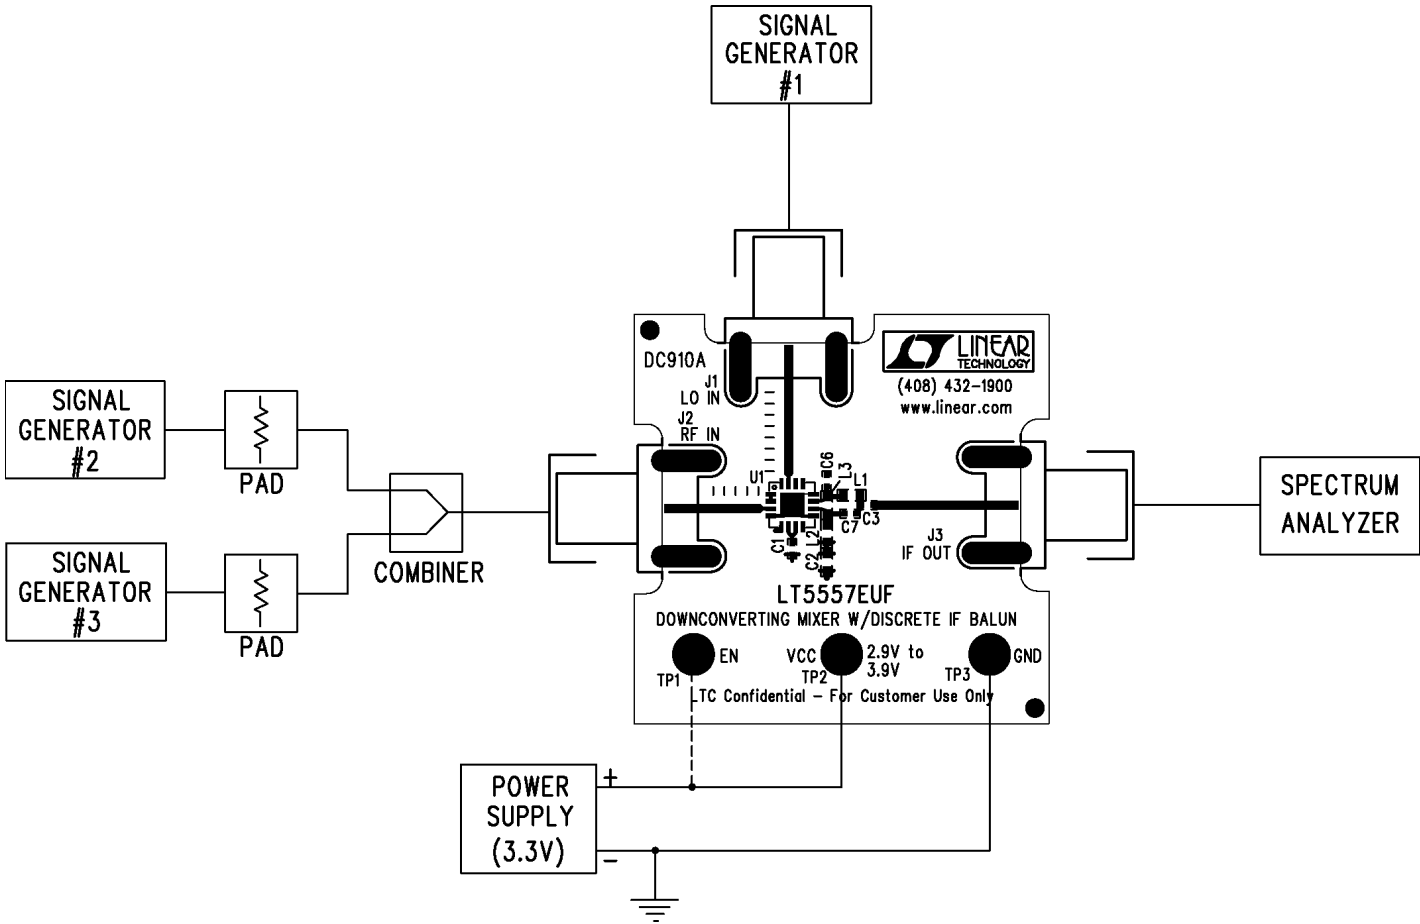 SIGNAL
GENERATOR
#1
DC910A
J1
LO IN
J2
RF IN
LINEAR
TECHNOLOGY
(408) 432-1900
www.linear.com
SIGNAL
GENERATOR
#2
PAD
SIGNAL
GENERATOR
#3
PAD
COMBINER
U1
C6
L3
L1
C7
C3
C1
L2
C2
J3
IF OUT
SPECTRUM
ANALYZER
LT5557EUF
DOWNCONVERTING MIXER W/DISCRETE IF BALUN
EN
TP1
VCC
TP2
2.9V to
3.9V
TP3
GND
LTC Confidential – For Customer Use Only
POWER
SUPPLY
(3.3V)
+
–